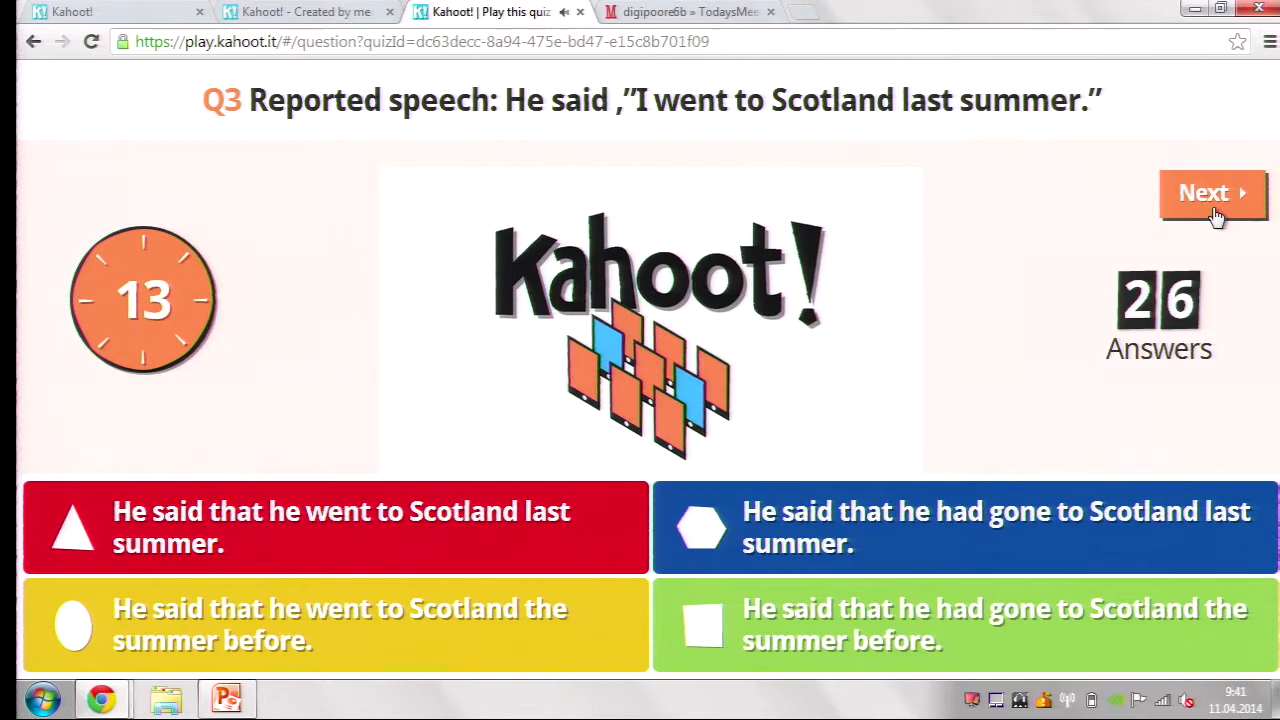 Kahoot!
Kahoot! - Created by me
Kahoot! | Play this quiz
digipoore6b » TodaysMee
https://play.kahoot.it/#/question?quizId=dc63decc-8a94-475e-bd47-e15c8b701f09
Q3 Reported speech: He said ,”I went to Scotland last summer.”
Next
13
Kahoot!
26
Answers
He said that he went to Scotland last
summer.
He said that he had gone to Scotland last
summer.
He said that he went to Scotland the
summer before.
He said that he had gone to Scotland the
summer before.
9:41
11.04.2014